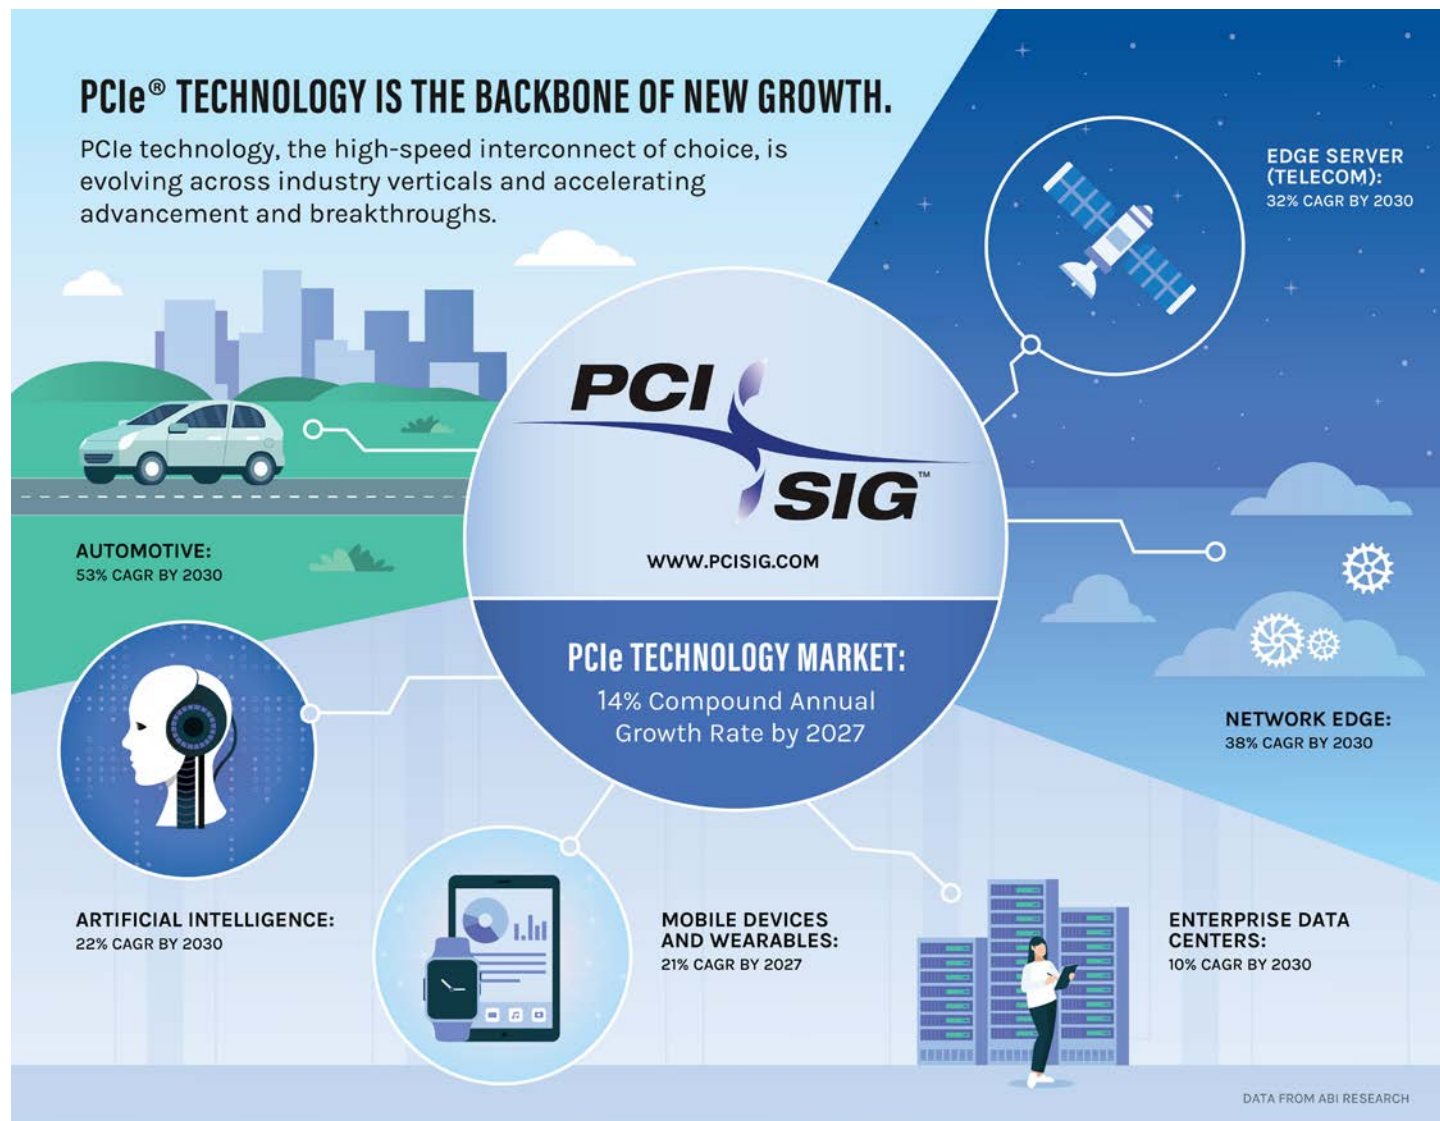 PCIe® TECHNOLOGY IS THE BACKBONE OF NEW GROWTH.
PCIe technology, the high-speed interconnect of choice, is
evolving across industry verticals and accelerating
advancement and breakthroughs.
EDGE SERVER
(TELECOM):
32% CAGR BY 2030
PCI
SIG™
WWW.PCISIG.COM
AUTOMOTIVE:
53% CAGR BY 2030
PCIe TECHNOLOGY MARKET:
14% Compound Annual
Growth Rate by 2027
NETWORK EDGE:
38% CAGR BY 2030
ARTIFICIAL INTELLIGENCE:
22% CAGR BY 2030
MOBILE DEVICES
AND WEARABLES:
21% CAGR BY 2027
ENTERPRISE DATA
CENTERS:
10% CAGR BY 2030
DATA FROM ABI RESEARCH